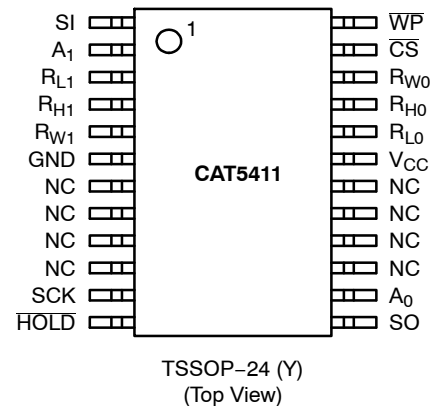 SI
WP
1
A1
CS
RL1
RW0
RH1
RH0
RW1
RL0
GND
VCC
CAT5411
NC
NC
NC
NC
NC
NC
NC
NC
SCK
A0
HOLD
SO
TSSOP−24 (Y)
(Top View)